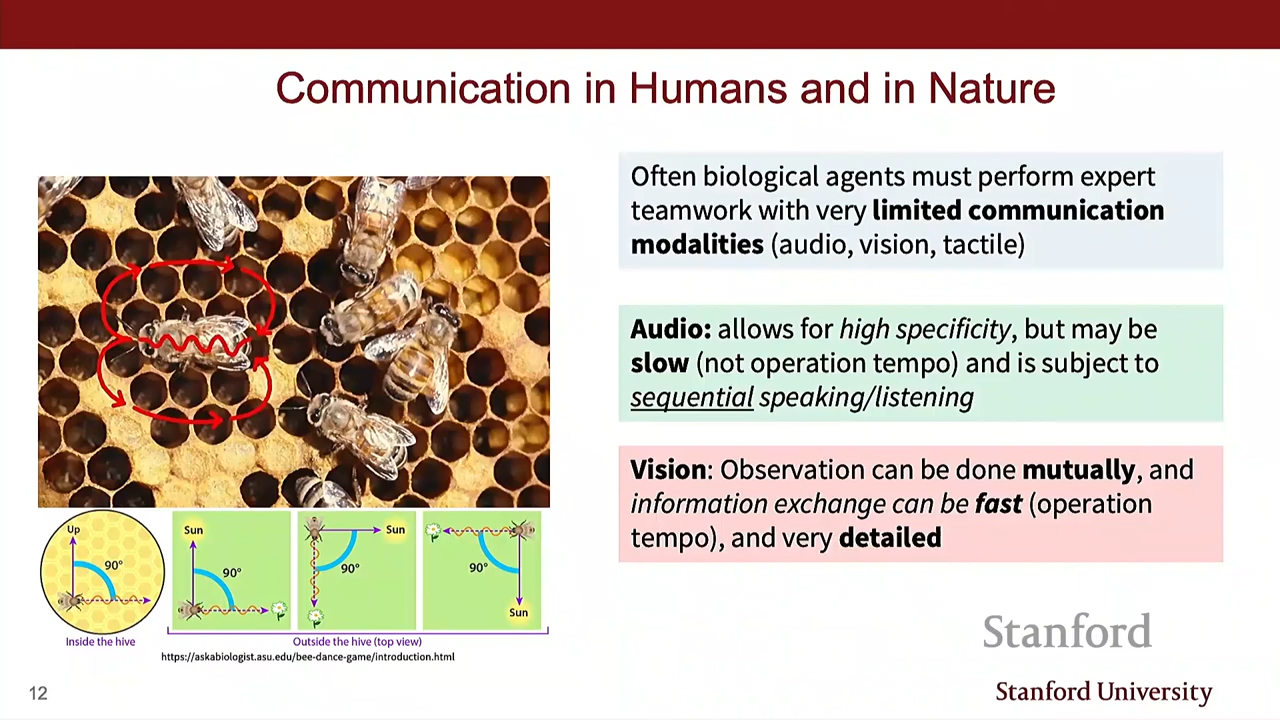 Communication in Humans and in Nature
Often biological agents must perform expert
teamwork with very limited communication
modalities (audio, vision, tactile)
Audio: allows for high specificity, but may be
slow (not operation tempo) and is subject to
sequential speaking/listening
Vision: Observation can be done mutually, and
information exchange can be fast (operation
tempo), and very detailed
Up
90°
Sun
90°
Sun
90°
90°
Sun
Inside the hive
Outside the hive (top view)
https://askabiologist.asu.edu/bee-dance-game/introduction.html
Stanford
Stanford University
12